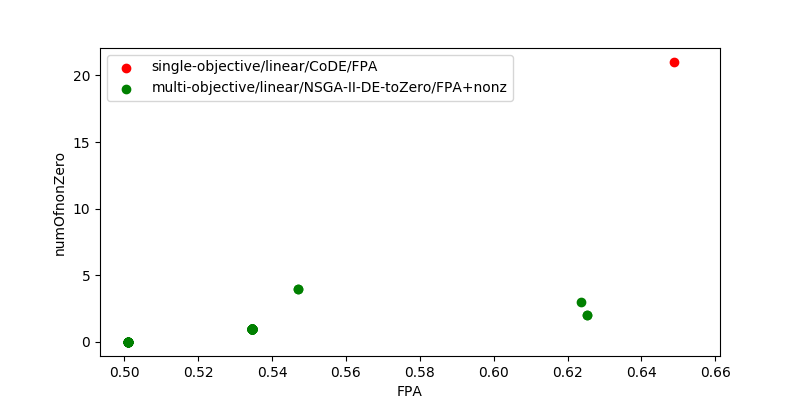 single-objective/linear/CoDE/FPA
multi-objective/linear/NSGA-II-DE-toZero/FPA+nonz
20
15
10
5
0
numOfnonZero
0.50 0.52 0.54 0.56 0.58 0.60 0.62 0.64 0.66
FPA